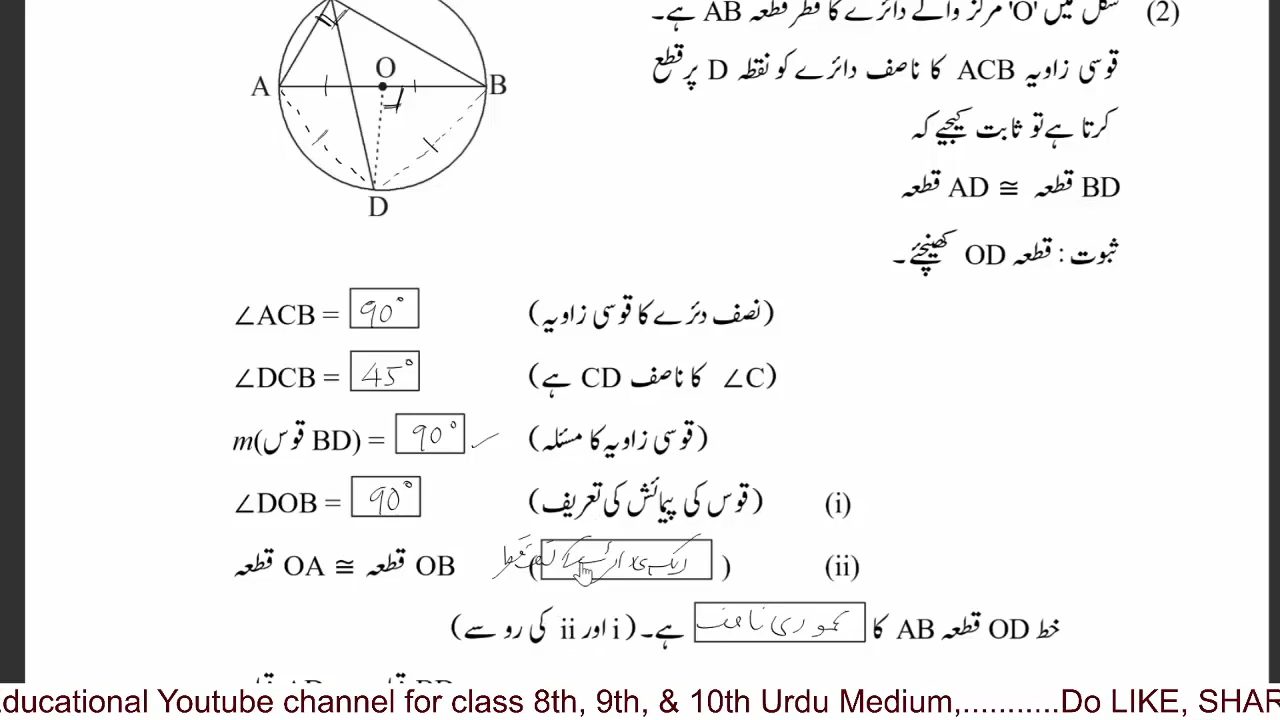 (2) شکل میں 'O' مرکز والے دائرے کا قطر قطعہ AB ہے۔
قوسی زاویہ ACB کا ناصف دائرے کو نقطہ D پر قطع
کرتا ہے تو ثابت کیجیے کہ
قطعہ AD ≅ قطعہ BD
ثبوت : قطعہ OD کھینچئے۔
A
O
B
D
∠ACB = 90° (نصف دئرے کا قوسی زاویہ)
∠DCB = 45° (∠C کا ناصف CD ہے)
m(قوس BD) = 90° (قوسی زاویہ کا مسئلہ)
∠DOB = 90° (قوس کی پیمائش کی تعریف) (i)
قطعہ OA ≅ قطعہ OB (ایک ہی دائرے کے نصف قطر) (ii)
خط OD قطعہ AB کا عمودی ناصف ہے۔ (i اور ii کی رو سے)
ducational Youtube channel for class 8th, 9th, & 10th Urdu Medium,...........Do LIKE, SHAR